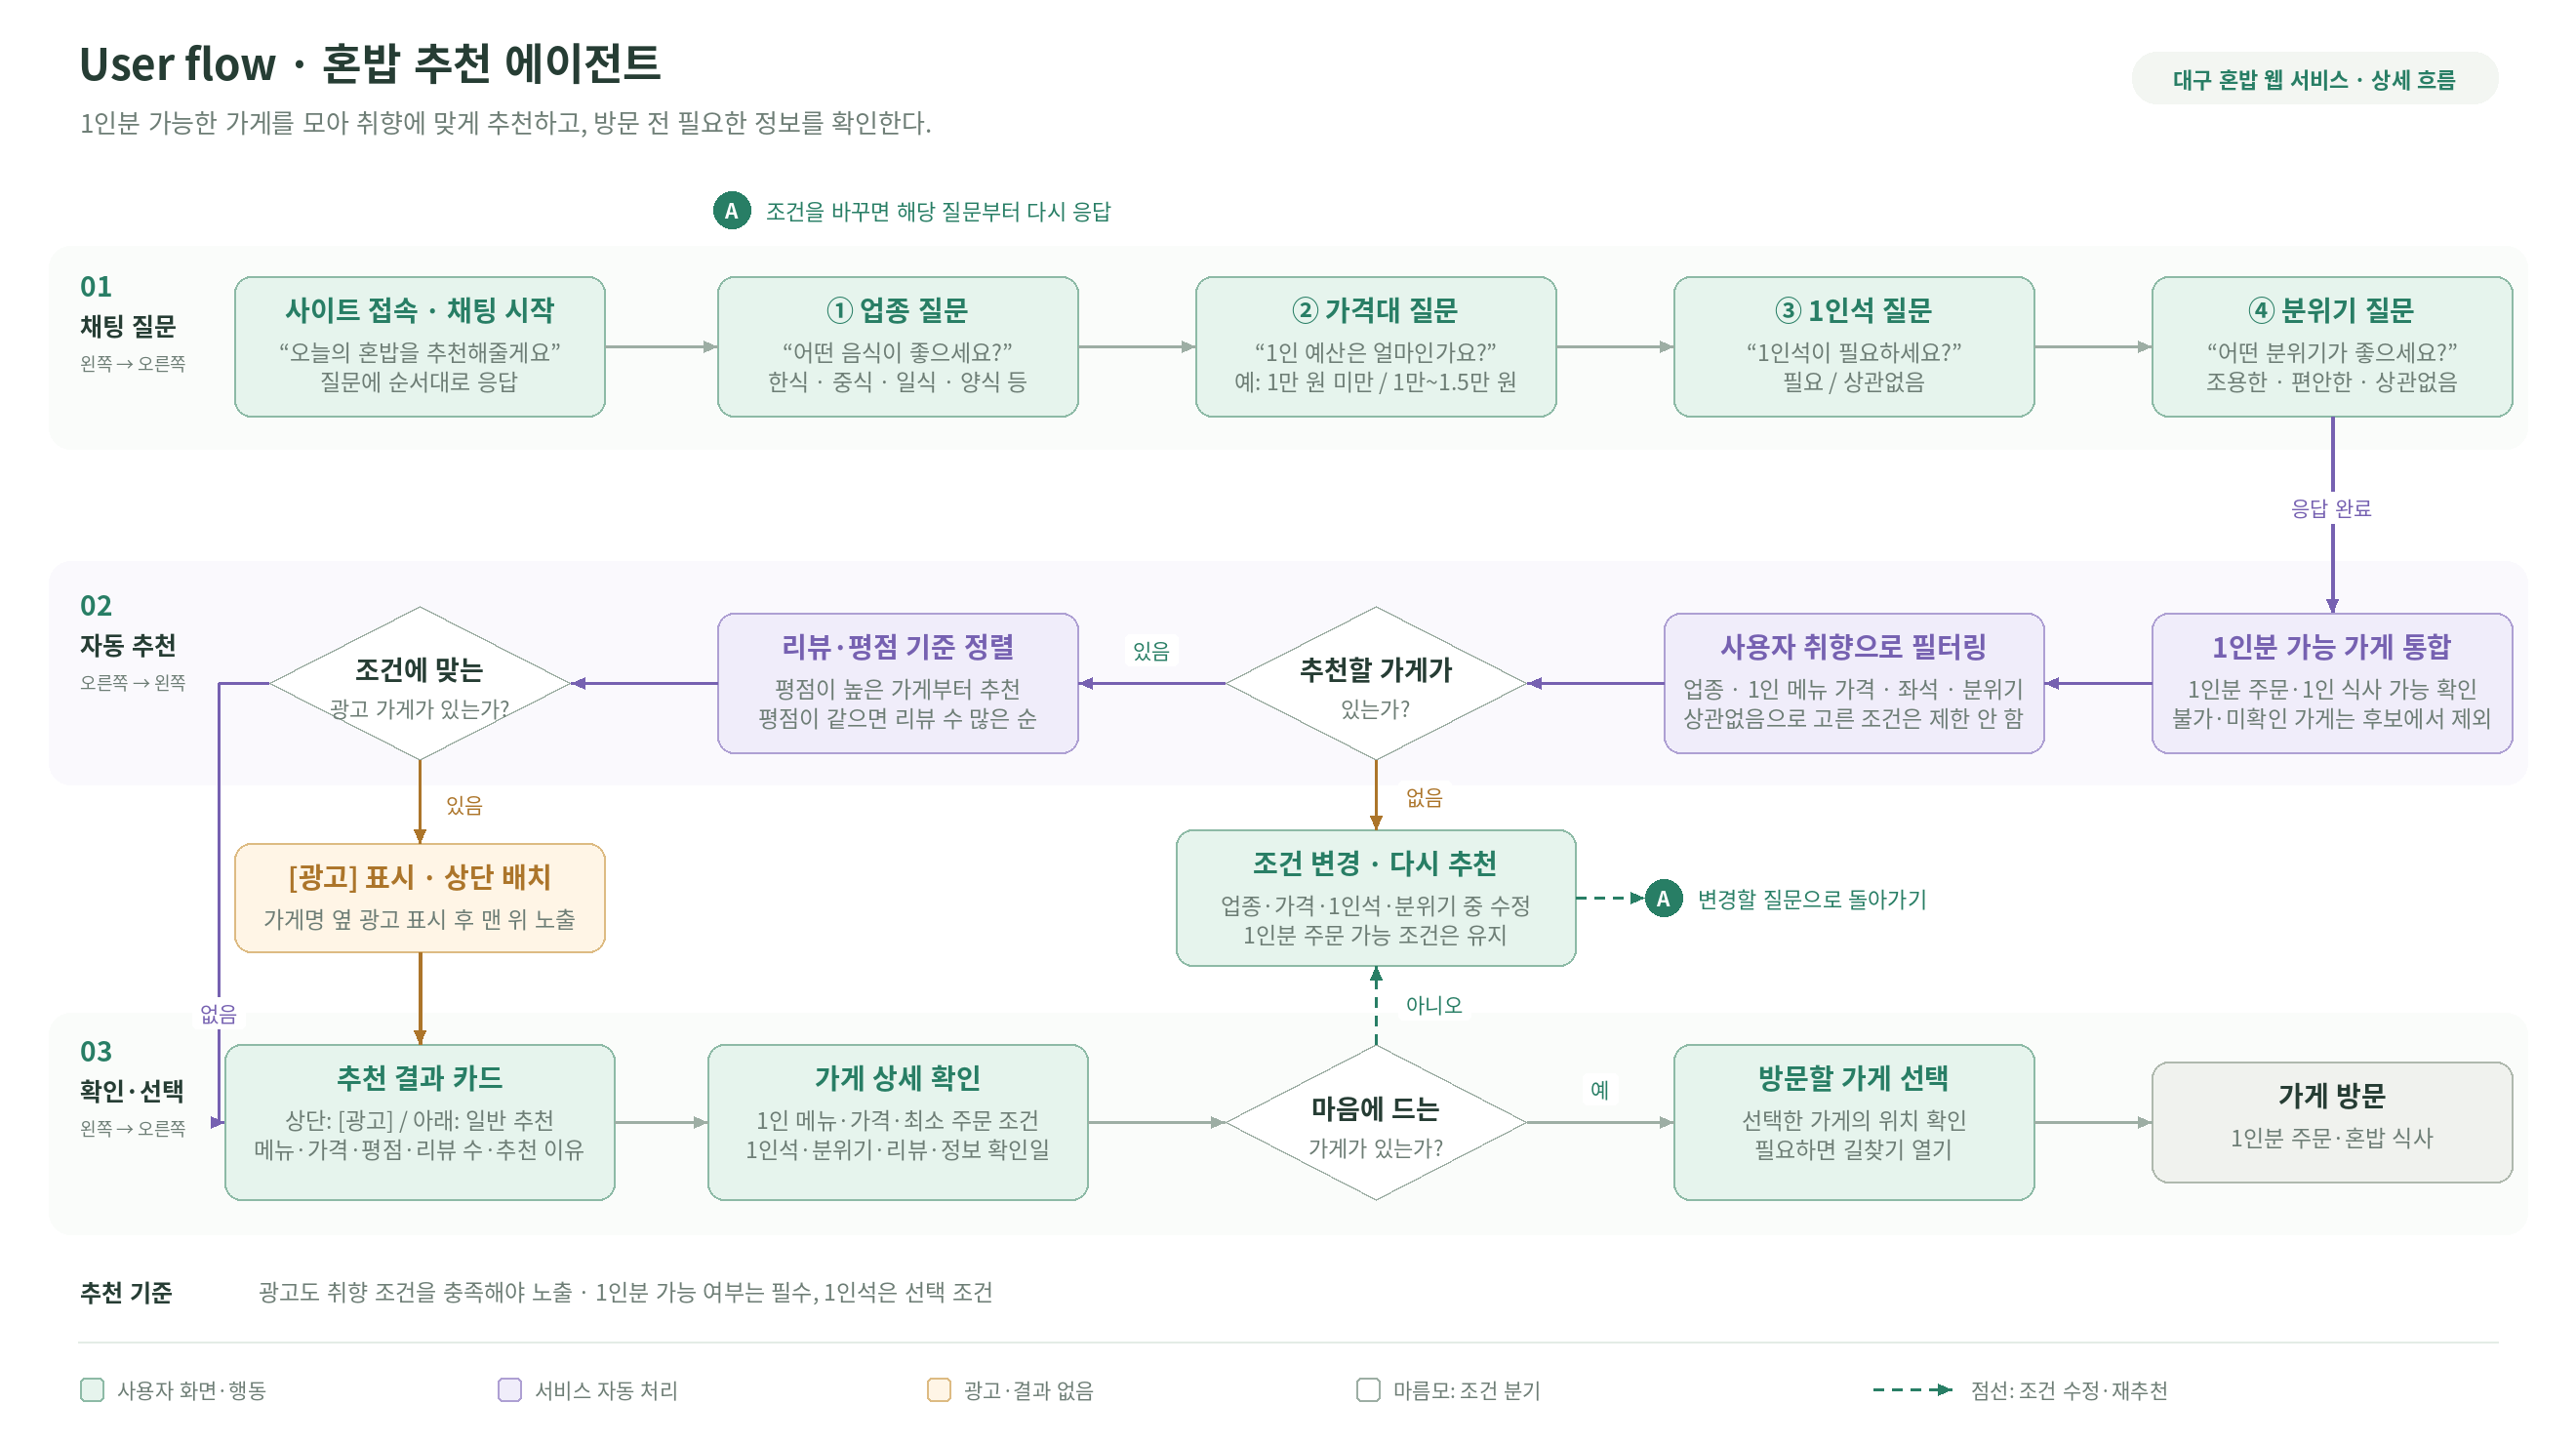 User flow · 혼밥 추천 에이전트
대구 혼밥 웹 서비스 · 상세 흐름
1인분 가능한 가게를 모아 취향에 맞게 추천하고, 방문 전 필요한 정보를 확인한다.
A 조건을 바꾸면 해당 질문부터 다시 응답
01
채팅 질문
왼쪽 → 오른쪽
사이트 접속 · 채팅 시작
“오늘의 혼밥을 추천해줄게요”
질문에 순서대로 응답
① 업종 질문
“어떤 음식이 좋으세요?”
한식 · 중식 · 일식 · 양식 등
② 가격대 질문
“1인 예산은 얼마인가요?”
예: 1만 원 미만 / 1만~1.5만 원
③ 1인석 질문
“1인석이 필요하세요?”
필요 / 상관없음
④ 분위기 질문
“어떤 분위기가 좋으세요?”
조용한 · 편안한 · 상관없음
응답 완료
02
자동 추천
오른쪽 → 왼쪽
조건에 맞는
광고 가게가 있는가?
리뷰·평점 기준 정렬
평점이 높은 가게부터 추천
평점이 같으면 리뷰 수 많은 순
있음
추천할 가게가
있는가?
사용자 취향으로 필터링
업종 · 1인 메뉴 가격 · 좌석 · 분위기
상관없음으로 고른 조건은 제한 안 함
1인분 가능 가게 통합
1인분 주문·1인 식사 가능 확인
불가·미확인 가게는 후보에서 제외
있음
없음
[광고] 표시 · 상단 배치
가게명 옆 광고 표시 후 맨 위 노출
조건 변경 · 다시 추천
업종·가격·1인석·분위기 중 수정
1인분 주문 가능 조건은 유지
A 변경할 질문으로 돌아가기
없음
아니오
03
확인·선택
왼쪽 → 오른쪽
추천 결과 카드
상단: [광고] / 아래: 일반 추천
메뉴·가격·평점·리뷰 수·추천 이유
가게 상세 확인
1인 메뉴·가격·최소 주문 조건
1인석·분위기·리뷰·정보 확인일
마음에 드는
가게가 있는가?
예
방문할 가게 선택
선택한 가게의 위치 확인
필요하면 길찾기 열기
가게 방문
1인분 주문·혼밥 식사
추천 기준 광고도 취향 조건을 충족해야 노출 · 1인분 가능 여부는 필수, 1인석은 선택 조건
사용자 화면·행동
서비스 자동 처리
광고·결과 없음
마름모: 조건 분기
점선: 조건 수정·재추천